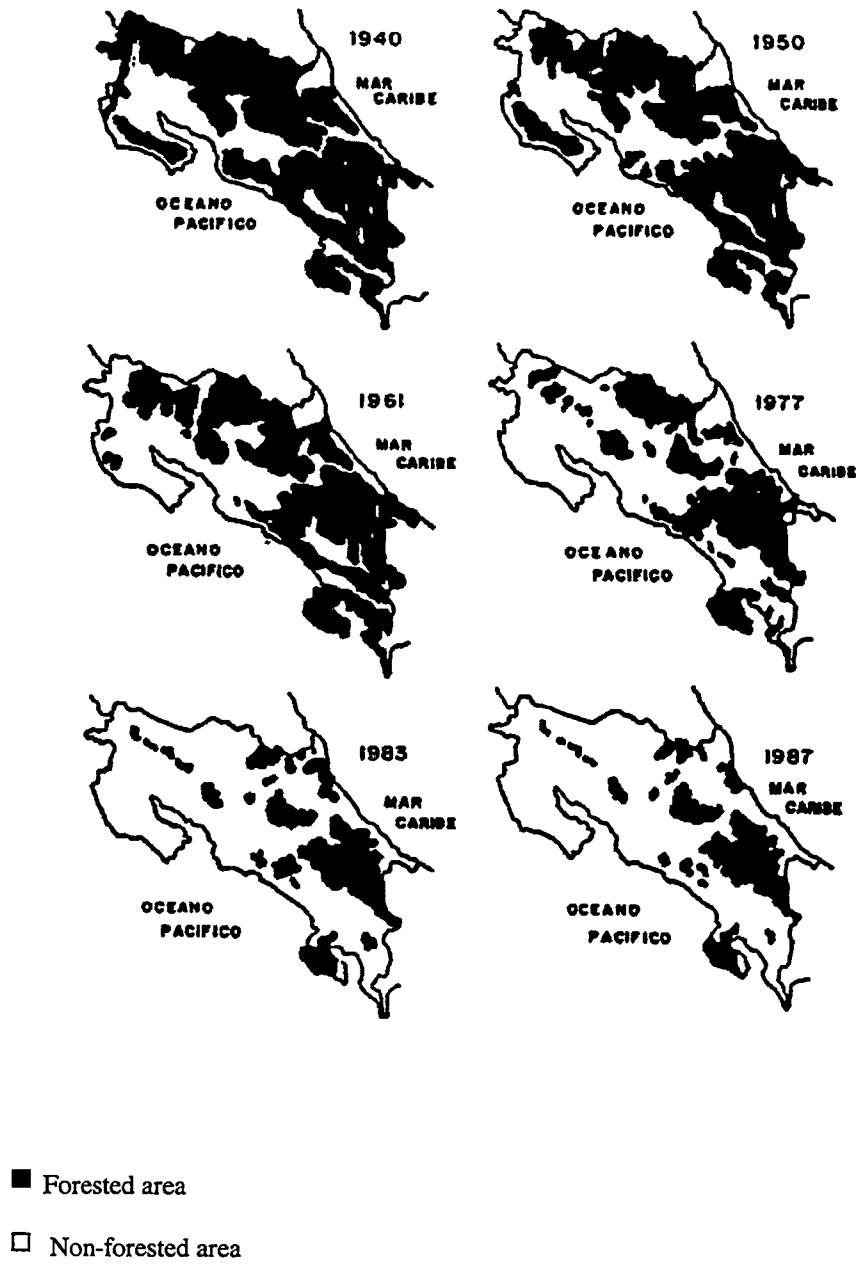 1940
MAR
CARIBE
OCEANO
PACIFICO
1950
MAR
CARIBE
OCEANO
PACIFICO
1961
MAR
CARIBE
OCEANO
PACIFICO
1977
MAR
CARIBE
OCEANO
PACIFICO
1983
MAR
CARIBE
OCEANO
PACIFICO
1987
MAR
CARIBE
OCEANO
PACIFICO
Forested area
Non-forested area